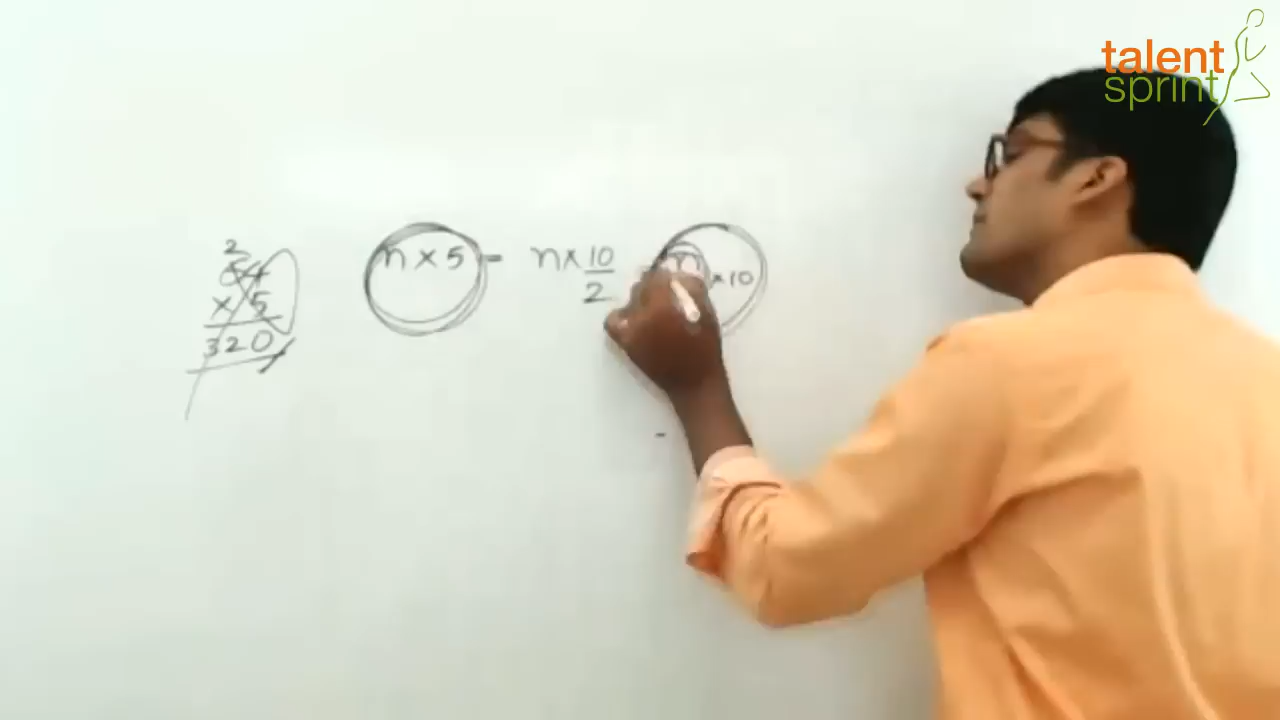 talent
sprint
2
64
× 5
320
n × 5 = n × 10/2
n × 10